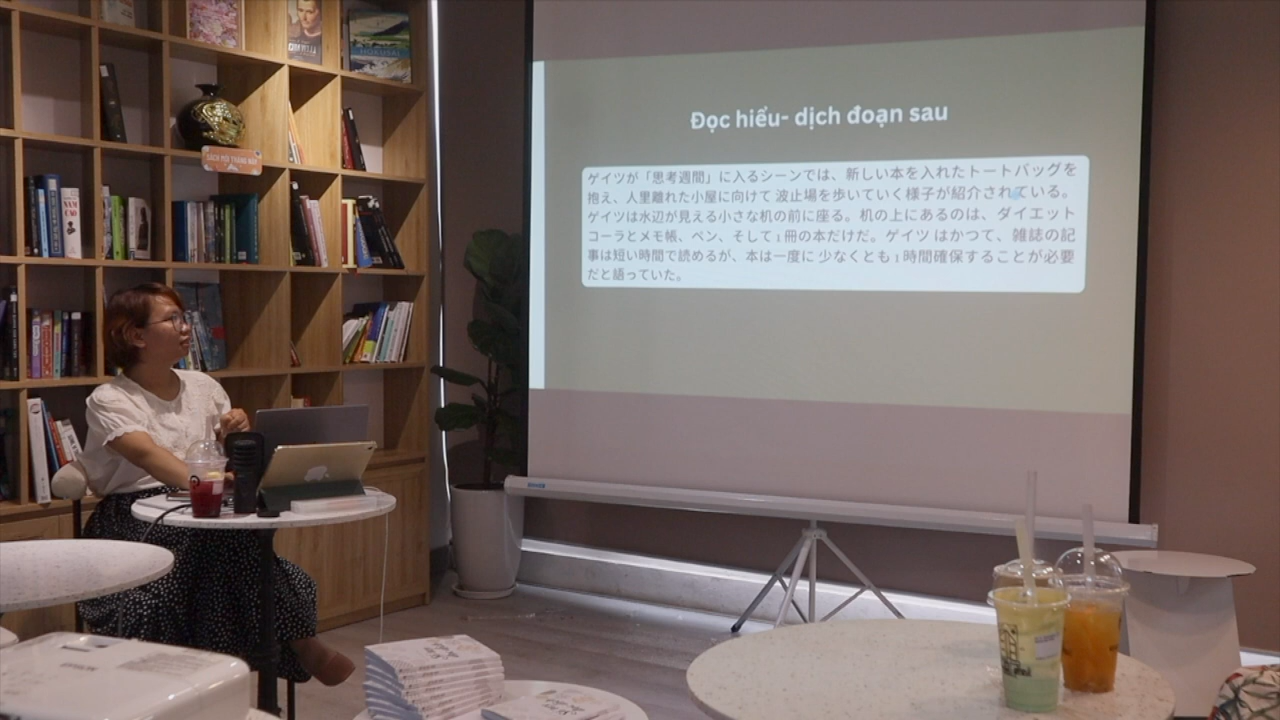 HOKUSAI
SÁCH MỚI THÁNG NÀY
NAM CAO
Đọc hiểu- dịch đoạn sau
ゲイツが「思考週間」に入るシーンでは、新しい本を入れたトートバッグを
抱え、人里離れた小屋に向けて 波止場を歩いていく様子が紹介されている。
ゲイツは水辺が見える小さな机の前に座る。机の上にあるのは、ダイエット
コーラとメモ帳、ペン、そして1冊の本だけだ。ゲイツ はかつて、雑誌の記
事は短い時間で読めるが、本は一度に 少なくとも1時間確保することが必要
だと語っていた。